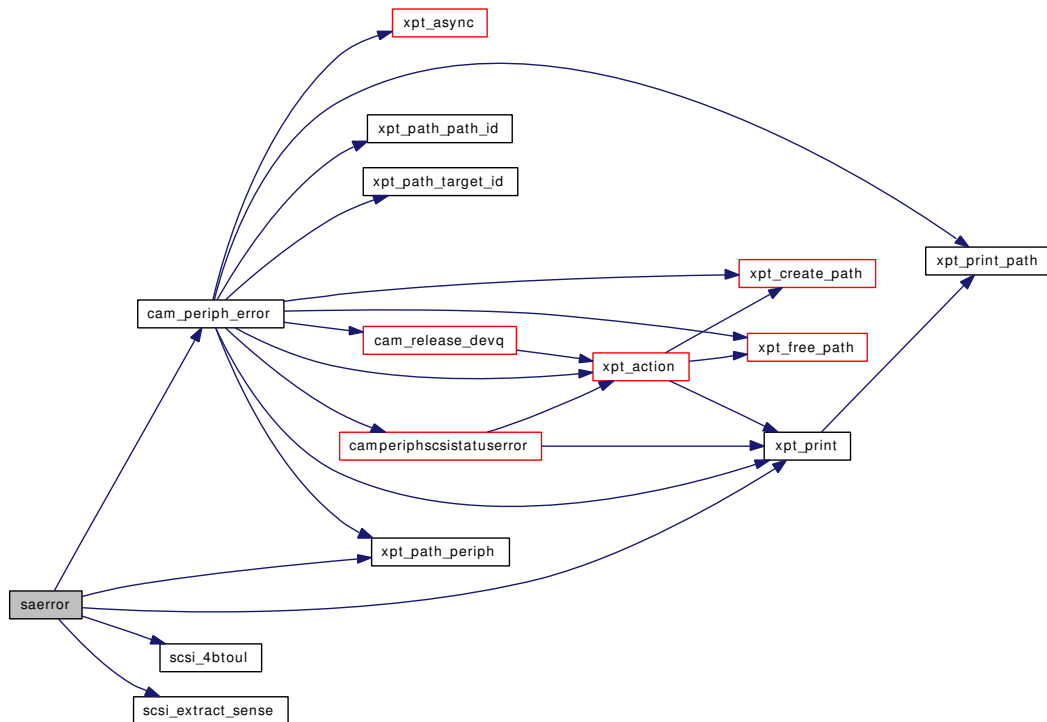 xpt_async
xpt_path_path_id
xpt_path_target_id
xpt_print_path
xpt_create_path
cam_periph_error
cam_release_devq
xpt_free_path
xpt_action
camperiphscsistatuserror
xpt_print
xpt_path_periph
saerror
scsi_4btoul
scsi_extract_sense